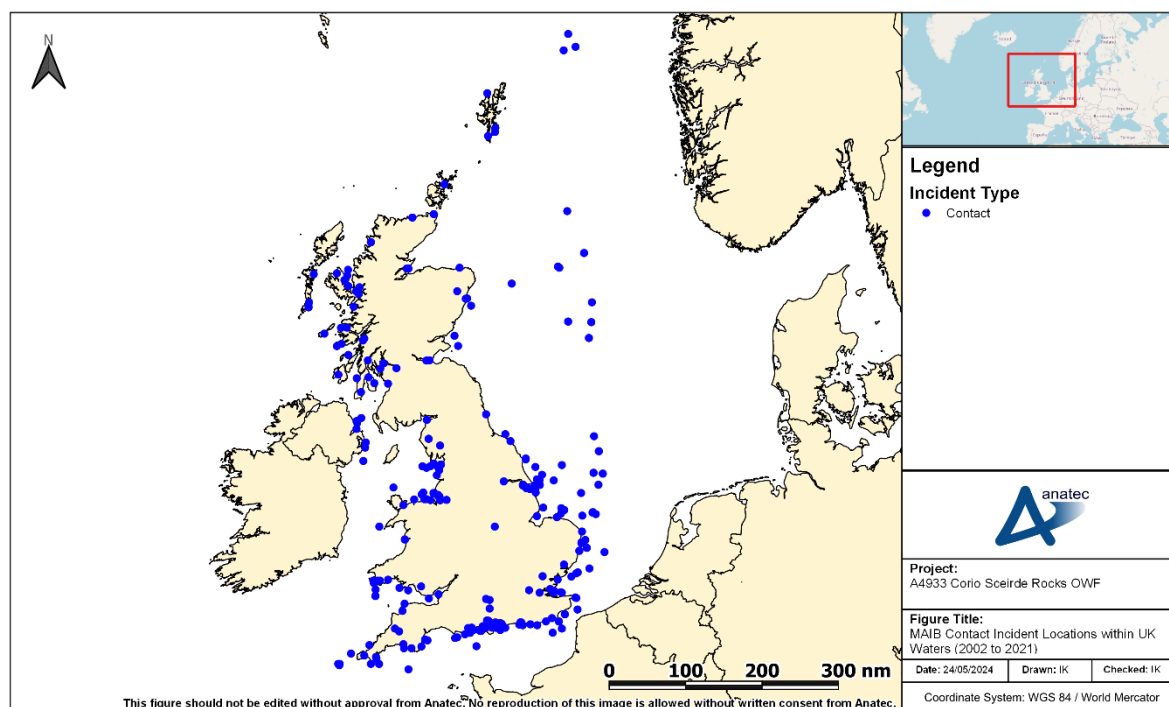 N
Legend
Incident Type
Contact
anatec
Project:
A4933 Corio Sceirde Rocks OWF
Figure Title:
MAIB Contact Incident Locations within UK
Waters (2002 to 2021)
Date: 24/05/2024 Drawn: IK Checked: IK
Coordinate System: WGS 84 / World Mercator
0 100 200 300 nm
This figure should not be edited without approval from Anatec. No reproduction of this image is allowed without written consent from Anatec.